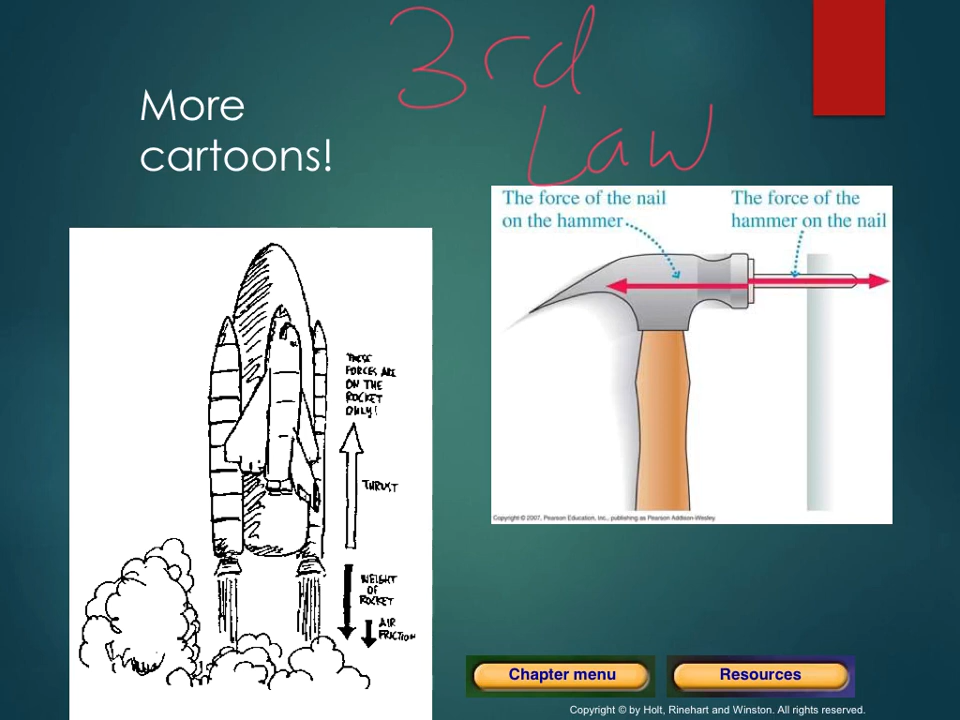 3rd
Law
More
cartoons!
THESE
FORCES ARE
ON THE
ROCKET
ONLY!
THRUST
WEIGHT
OF
ROCKET
AIR
FRICTION
The force of the nail
on the hammer
The force of the
hammer on the nail
Copyright © 2007, Pearson Education, Inc., publishing as Pearson Addison-Wesley
Chapter menu
Resources
Copyright © by Holt, Rinehart and Winston. All rights reserved.